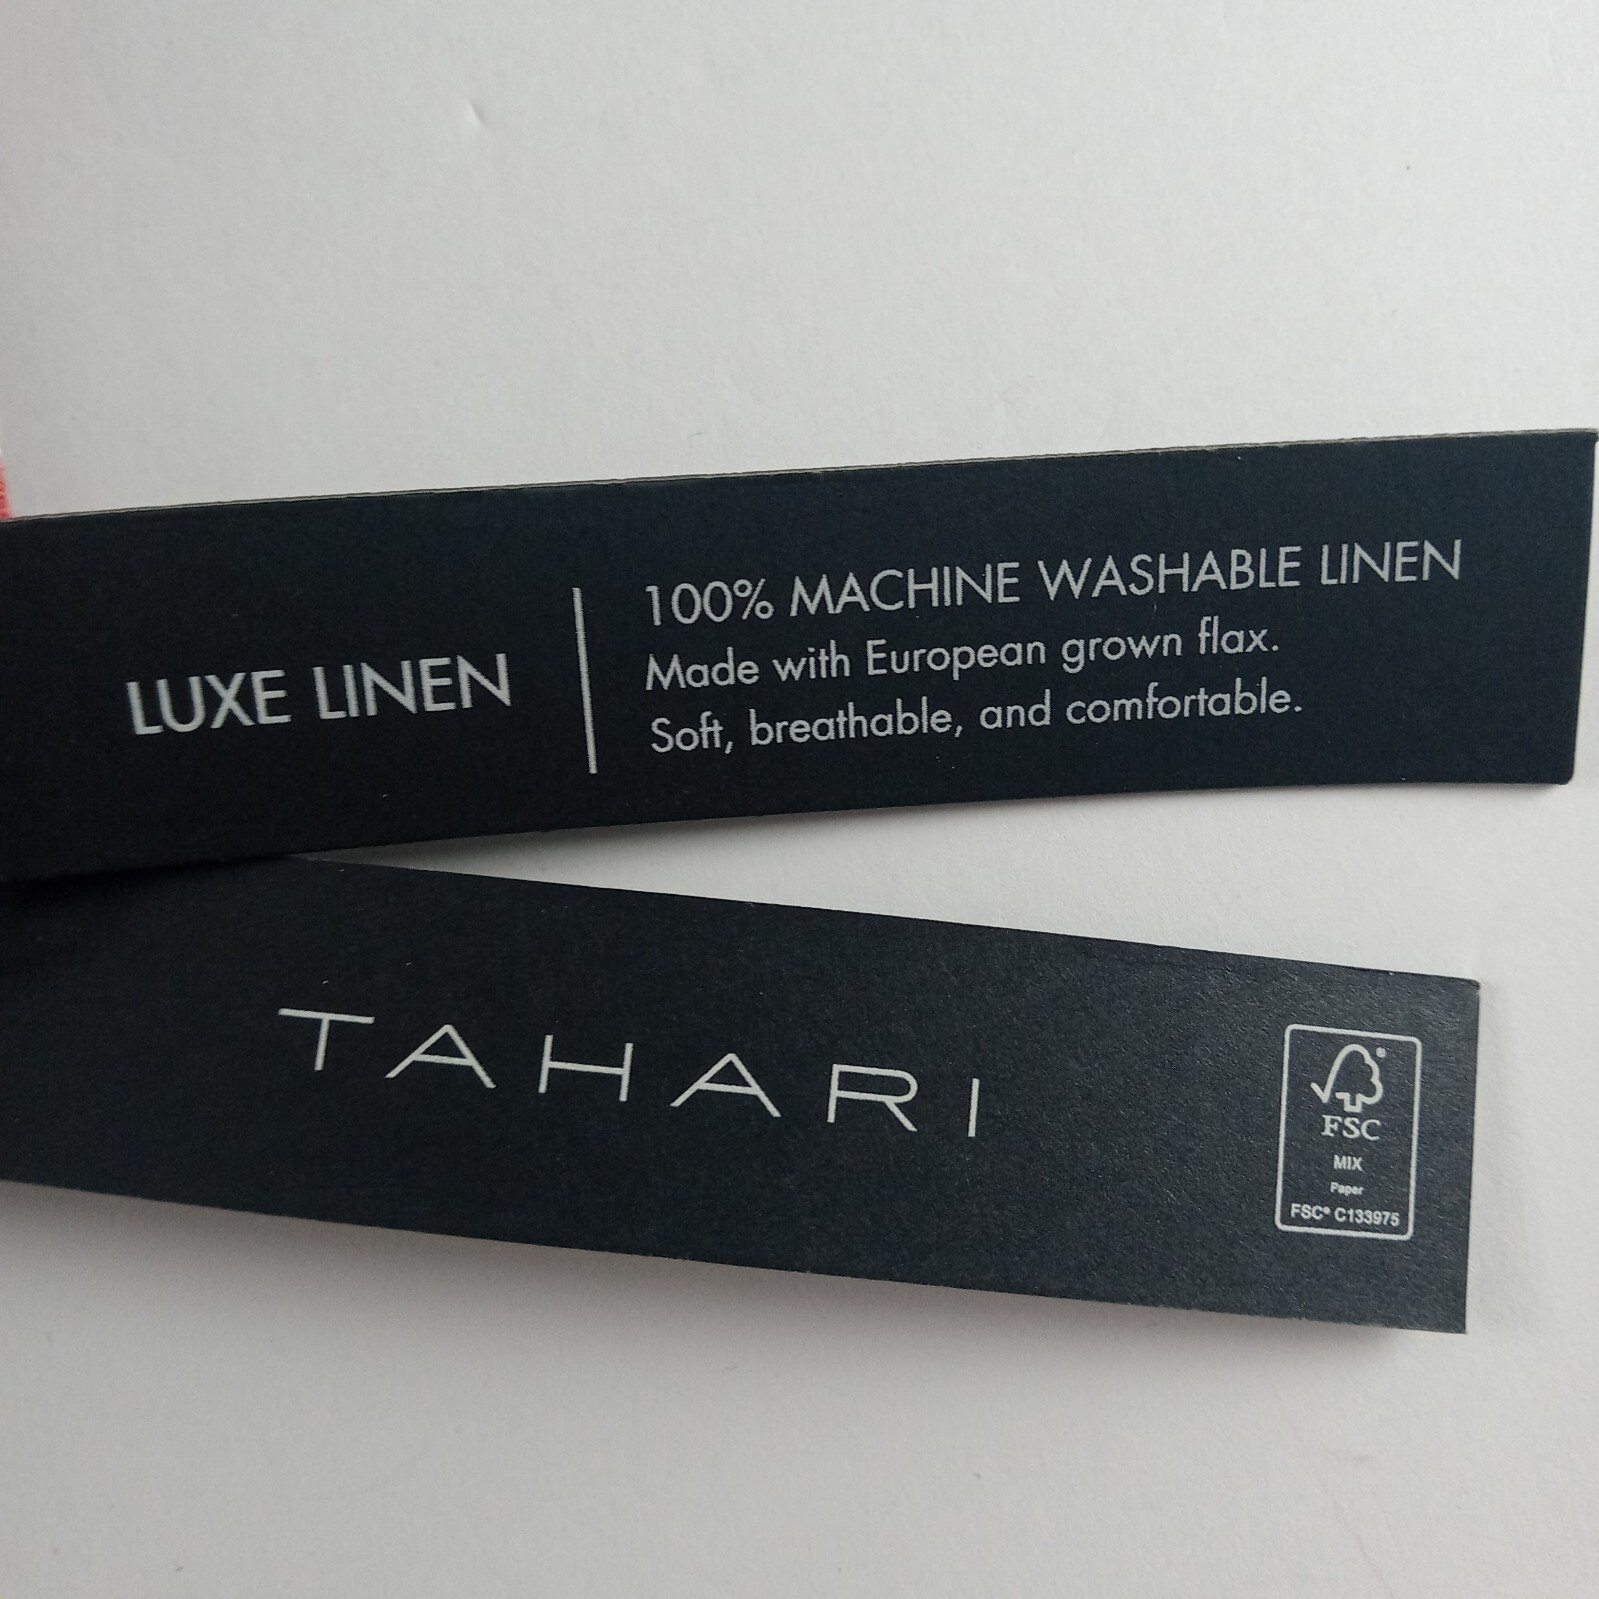 LUXE LINEN
100% MACHINE WASHABLE LINEN
Made with European grown flax.
Soft, breathable, and comfortable.
TAHARI
FSC
MIX
Paper
FSC® C133975